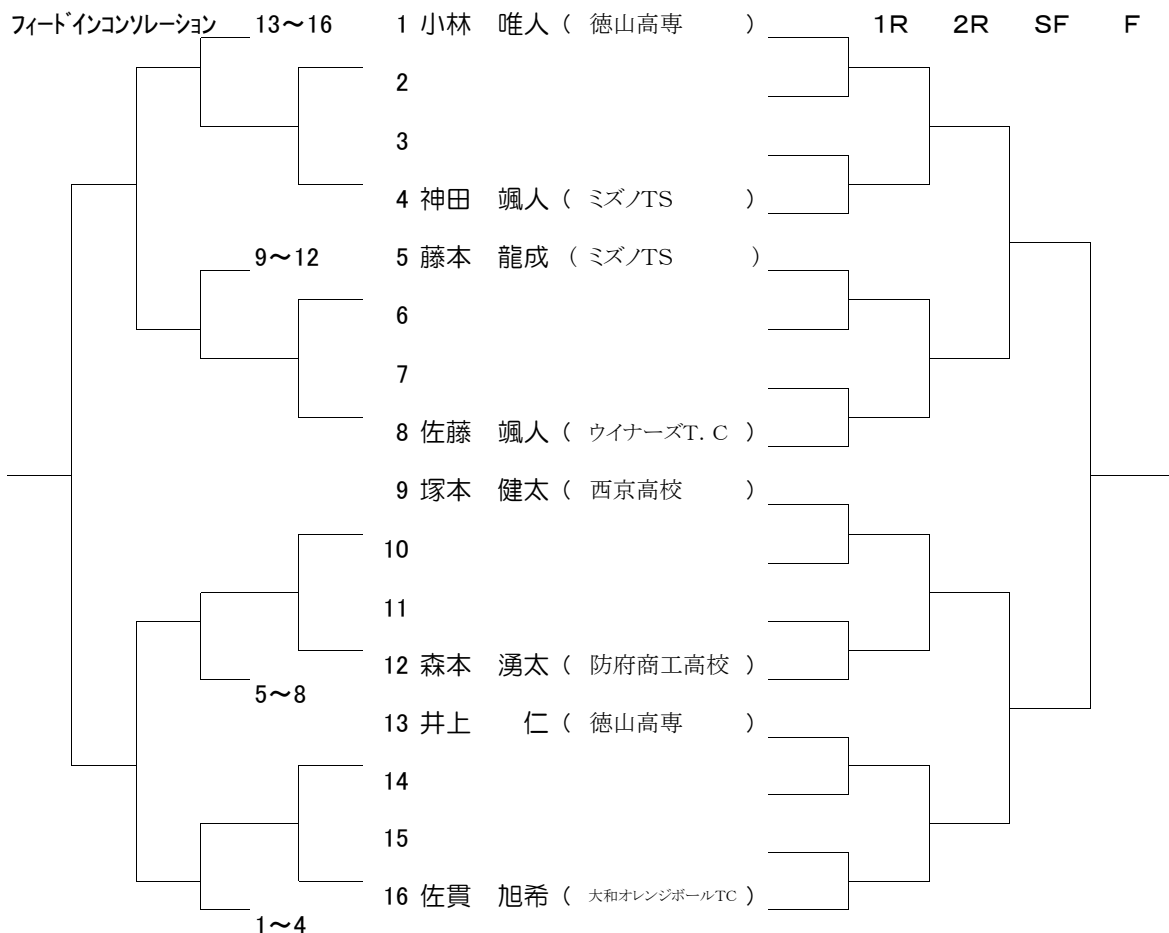 フィードインコンソレーション 13～16 1 小林 唯人 ( 徳山高専 ) 1R 2R SF F
2
3
4 神田 颯人 ( ミズノTS )
9～12 5 藤本 龍成 ( ミズノTS )
6
7
8 佐藤 颯人 ( ウイナーズT. C )
9 塚本 健太 ( 西京高校 )
10
11
12 森本 湧太 ( 防府商工高校 )
5～8
13 井上 仁 ( 徳山高専 )
14
15
16 佐貫 旭希 ( 大和オレンジボールTC )
1～4